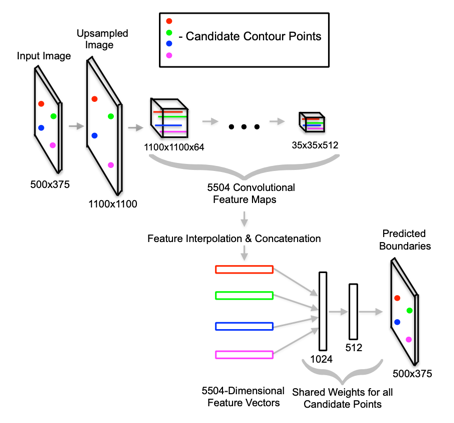 - Candidate Contour Points
Upsampled
Image
Input Image
1100x1100x64
35x35x512
500x375
1100x1100
5504 Convolutional
Feature Maps
Feature Interpolation & Concatenation
Predicted
Boundaries
1024
512
500x375
5504-Dimensional
Feature Vectors
Shared Weights for all
Candidate Points